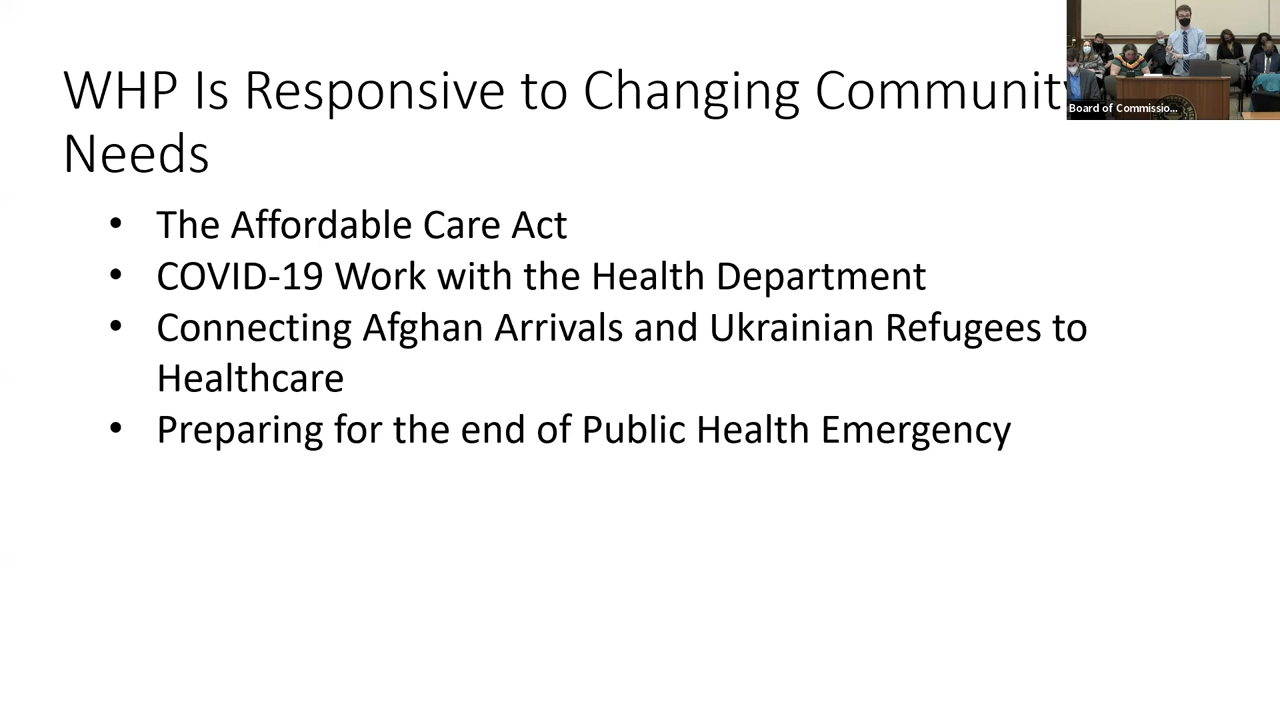 WHP Is Responsive to Changing Community
Needs
• The Affordable Care Act
• COVID-19 Work with the Health Department
• Connecting Afghan Arrivals and Ukrainian Refugees to
Healthcare
• Preparing for the end of Public Health Emergency
Board of Commissio...